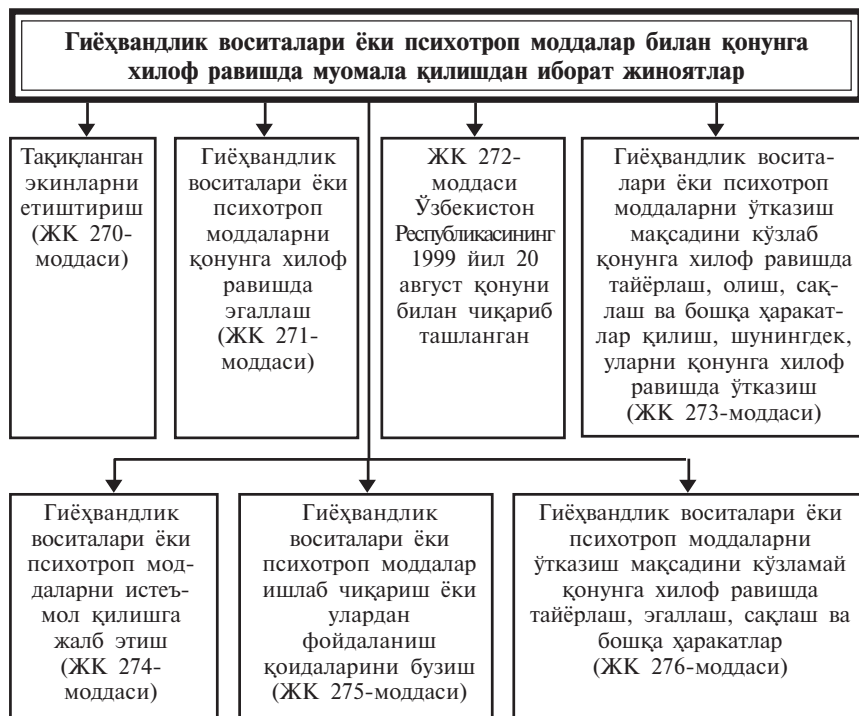 Гиёҳвандлик воситалари ёки психотроп моддалар билан қонунга
хилоф равишда муомала қилишдан иборат жиноятлар
Тақиқланган
экинларни
етиштириш
(ЖК 270-
моддаси)
Гиёҳвандлик
воситалари ёки
психотроп
моддаларни
қонунга хилоф
равишда
эгаллаш
(ЖК 271-
моддаси)
ЖК 272-
моддаси
Ўзбекистон
Республикасининг
1999 йил 20
август қонуни
билан чиқариб
ташланган
Гиёҳвандлик восита-
лари ёки психотроп
моддаларни ўтказиш
мақсадини кўзлаб
қонунга хилоф равишда
тайёрлаш, олиш, сақ-
лаш ва бошқа ҳаракат-
лар қилиш, шунингдек,
уларни қонунга хилоф
равишда ўтказиш
(ЖК 273-моддаси)
Гиёҳвандлик
воситалари ёки
психотроп мод-
даларни истеъ-
мол қилишга
жалб этиш
(ЖК 274-
моддаси)
Гиёҳвандлик
воситалари ёки
психотроп моддалар
ишлаб чиқариш ёки
улардан
фойдаланиш
қоидаларини бузиш
(ЖК 275-моддаси)
Гиёҳвандлик воситалари ёки
психотроп моддаларни
ўтказиш мақсадини кўзламай
қонунга хилоф равишда
тайёрлаш, эгаллаш, сақлаш ва
бошқа ҳаракатлар
(ЖК 276-моддаси)